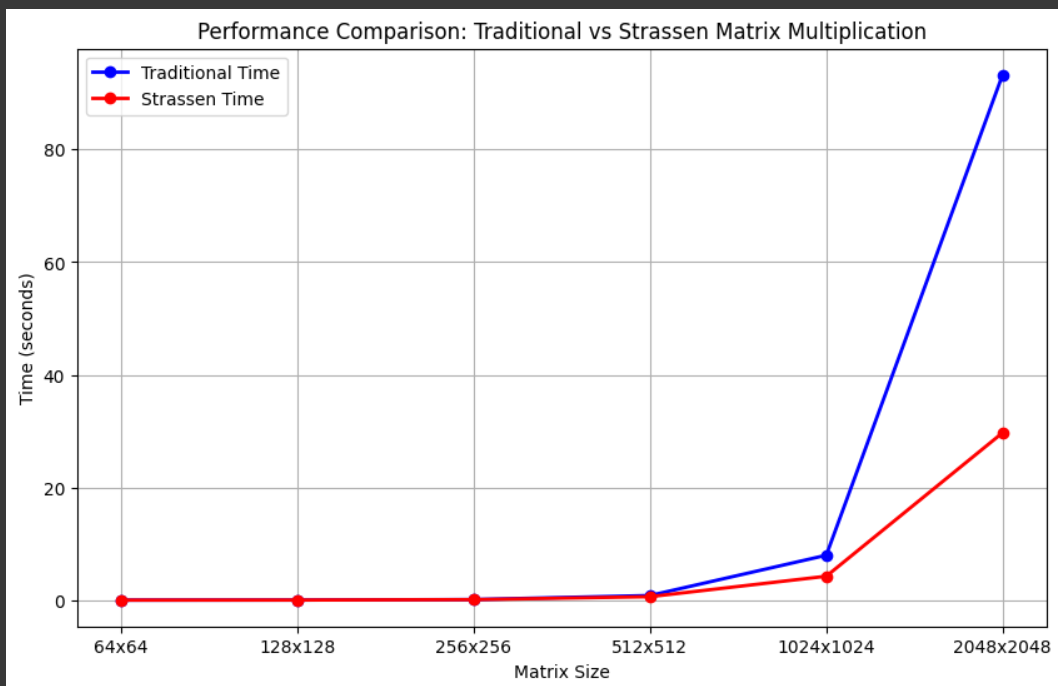 Performance Comparison: Traditional vs Strassen Matrix Multiplication
Traditional Time
Strassen Time
Time (seconds)
80
60
40
20
0
64x64
128x128
256x256
512x512
1024x1024
2048x2048
Matrix Size